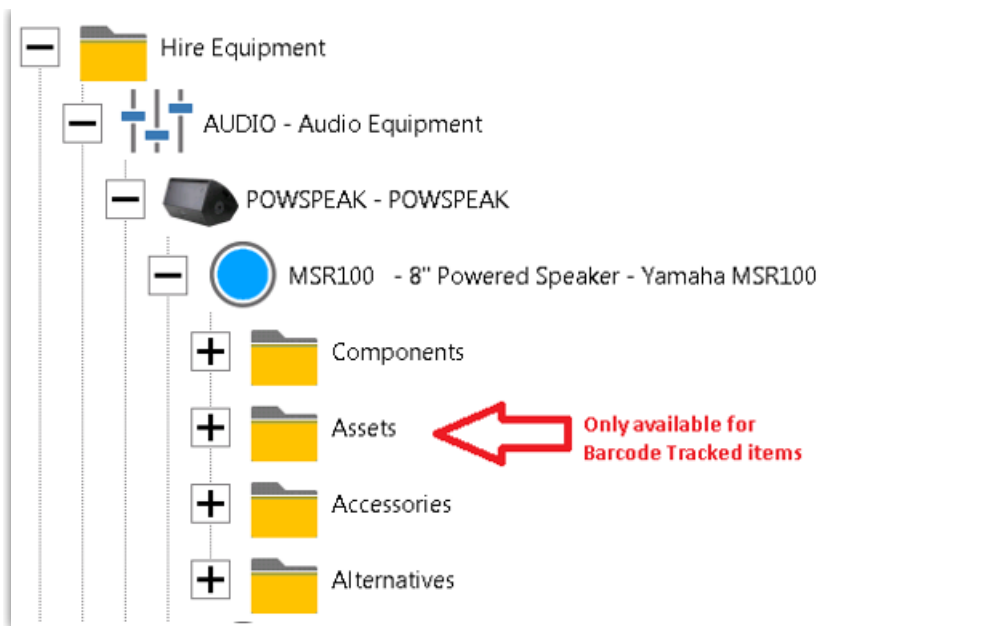 Hire Equipment
AUDIO - Audio Equipment
POWSPEAK - POWSPEAK
MSR100 - 8" Powered Speaker - Yamaha MSR100
Components
Assets
Only available for
Barcode Tracked items
Accessories
Alternatives